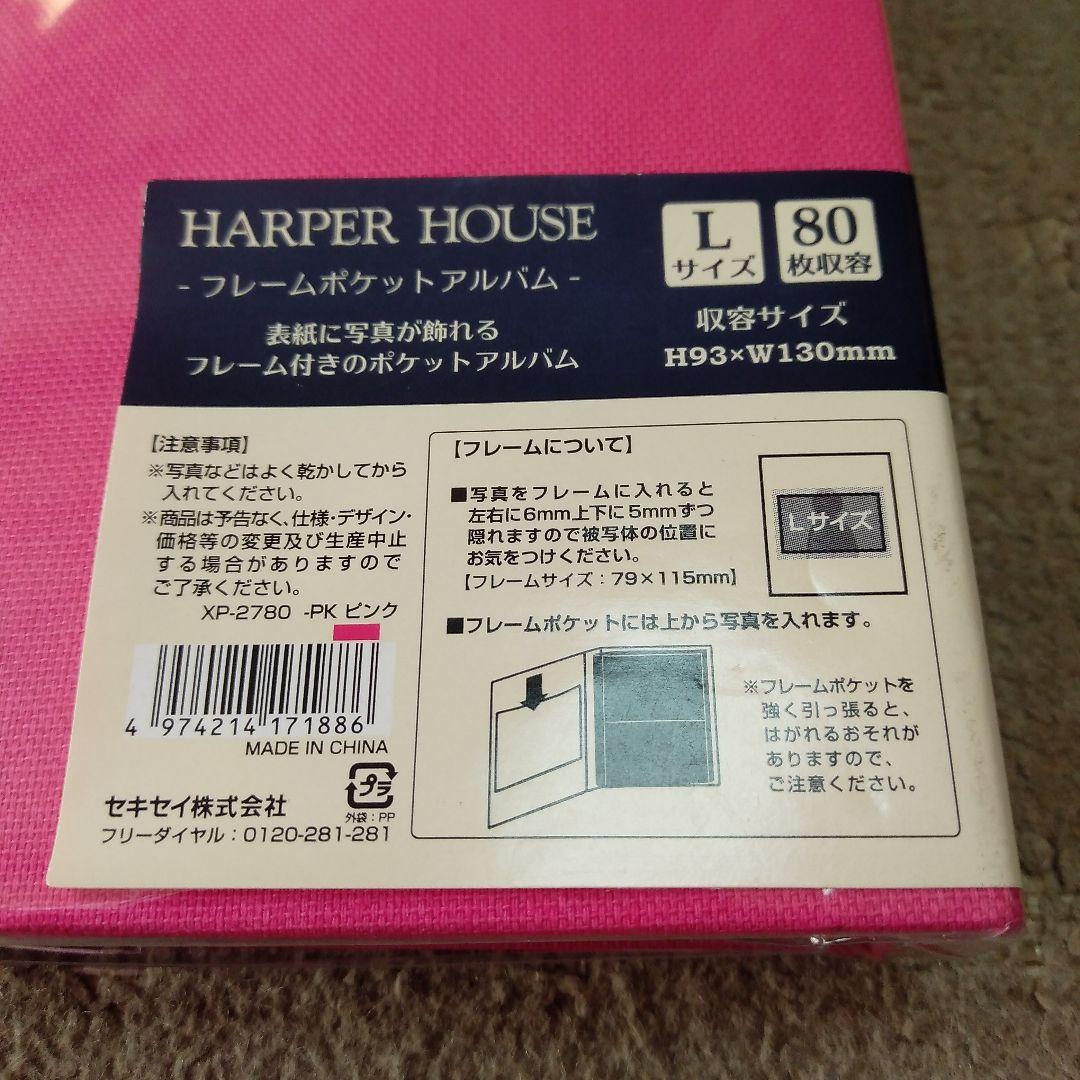 HARPER HOUSE
- フレームポケットアルバム -
表紙に写真が飾れる
フレーム付きのポケットアルバム
L
サイズ
80
枚収容
収容サイズ
H93×W130mm
【注意事項】
※写真などはよく乾かしてから
入れてください。
※商品は予告なく、仕様・デザイン・
価格等の変更及び生産中止
する場合がありますので
ご了承ください。
XP-2780 -PK ピンク
4 974214 171886
MADE IN CHINA
プラ
外袋：PP
セキセイ株式会社
フリーダイヤル：0120-281-281
【フレームについて】
■写真をフレームに入れると
左右に6mm上下に5mmずつ
隠れますので被写体の位置に
お気をつけください。
【フレームサイズ：79×115mm】
Lサイズ
■フレームポケットには上から写真を入れます。
※フレームポケットを
強く引っ張ると、
はがれるおそれが
ありますので、
ご注意ください。